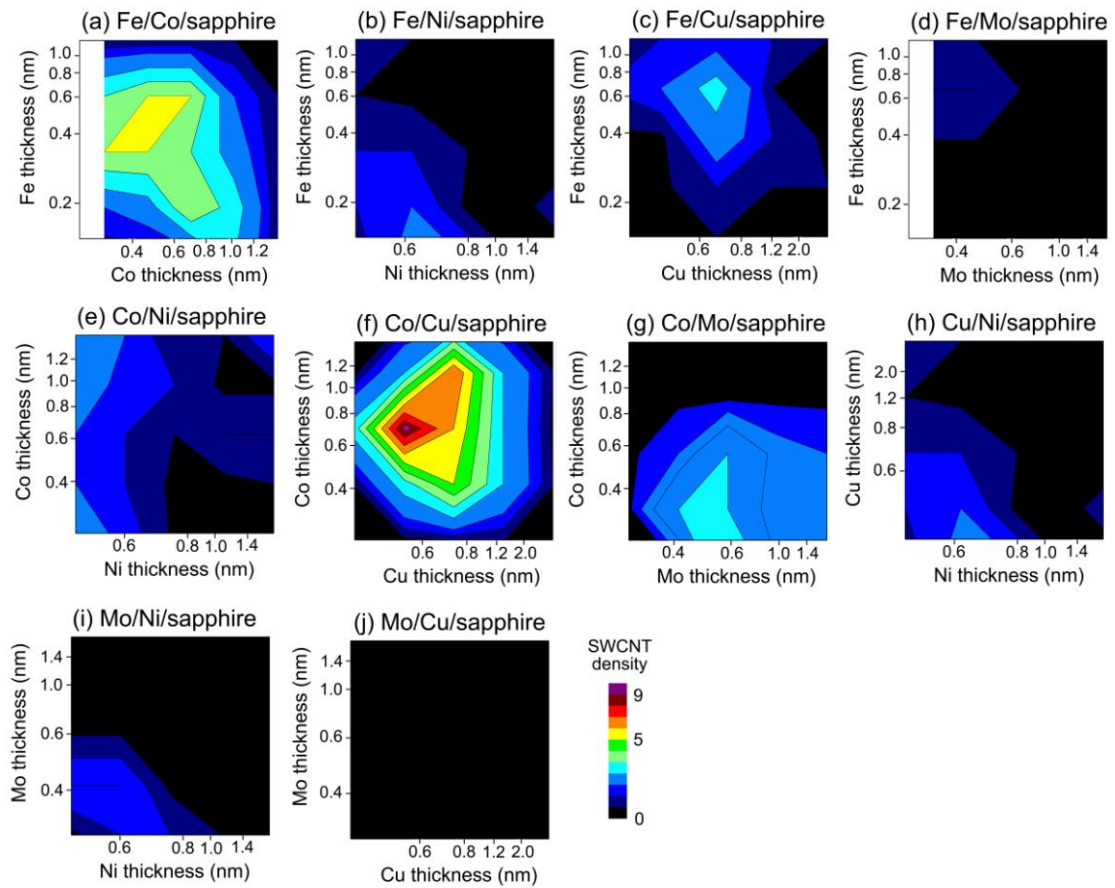 (a) Fe/Co/sapphire
Fe thickness (nm)
1.0
0.8
0.6
0.4
0.2
0.4 0.6 0.8 1.0 1.2
Co thickness (nm)
(b) Fe/Ni/sapphire
Fe thickness (nm)
1.0
0.8
0.6
0.4
0.2
0.6 0.8 1.0 1.4
Ni thickness (nm)
(c) Fe/Cu/sapphire
Fe thickness (nm)
1.0
0.8
0.6
0.4
0.2
0.6 0.8 1.2 2.0
Cu thickness (nm)
(d) Fe/Mo/sapphire
Fe thickness (nm)
1.0
0.8
0.6
0.4
0.2
0.4 0.6 1.0 1.4
Mo thickness (nm)
(e) Co/Ni/sapphire
Co thickness (nm)
1.2
1.0
0.8
0.6
0.4
0.6 0.8 1.0 1.4
Ni thickness (nm)
(f) Co/Cu/sapphire
Co thickness (nm)
1.2
1.0
0.8
0.6
0.4
0.6 0.8 1.2 2.0
Cu thickness (nm)
(g) Co/Mo/sapphire
Co thickness (nm)
1.2
1.0
0.8
0.6
0.4
0.4 0.6 1.0 1.4
Mo thickness (nm)
(h) Cu/Ni/sapphire
Cu thickness (nm)
2.0
1.2
0.8
0.6
0.6 0.8 1.0 1.4
Ni thickness (nm)
(i) Mo/Ni/sapphire
Mo thickness (nm)
1.4
1.0
0.6
0.4
0.6 0.8 1.0 1.4
Ni thickness (nm)
(j) Mo/Cu/sapphire
Mo thickness (nm)
1.4
1.0
0.6
0.4
0.6 0.8 1.2 2.0
Cu thickness (nm)
SWCNT
density
9
5
0